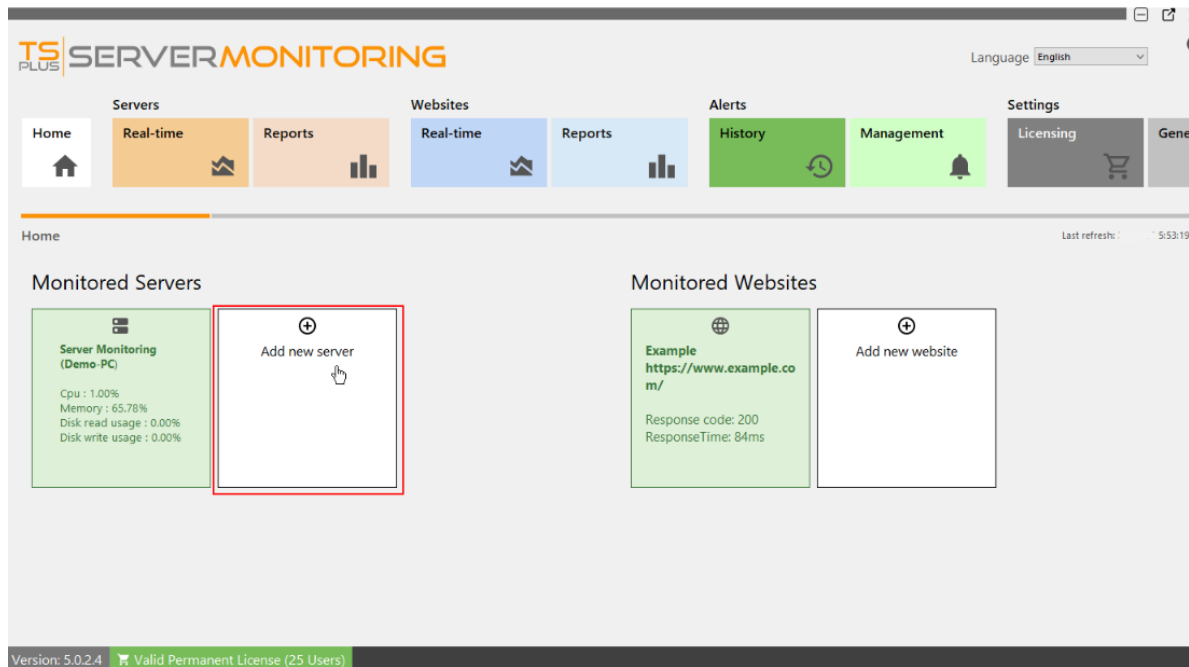 TS PLUS SERVERMONITORING
Language English
Servers
Websites
Alerts
Settings
Home
Real-time
Reports
Real-time
Reports
History
Management
Licensing
Gene
Home
Last refresh: 5:53:19
Monitored Servers
Monitored Websites
Server Monitoring
(Demo-PC)
Cpu : 1.00%
Memory : 65.78%
Disk read usage : 0.00%
Disk write usage : 0.00%
Add new server
Example
https://www.example.co
m/
Response code: 200
ResponseTime: 84ms
Add new website
Version: 5.0.2.4
Valid Permanent License (25 Users)